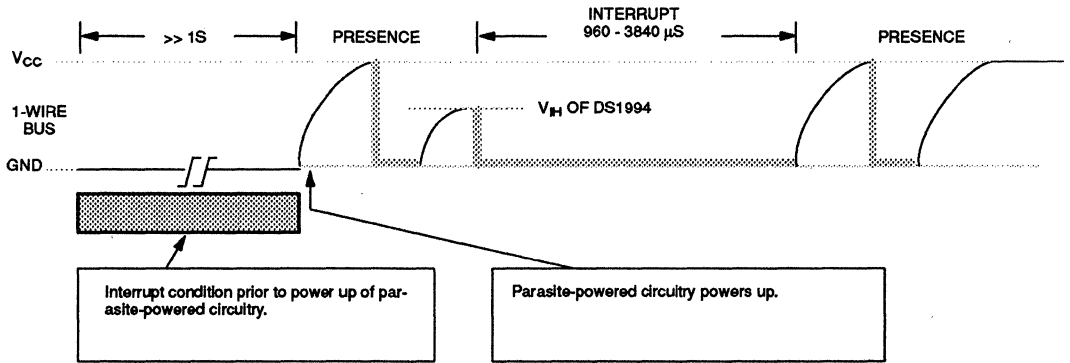 >> 1S
PRESENCE
INTERRUPT
960 - 3840 µS
PRESENCE
VCC
1-WIRE
BUS
VIH OF DS1994
GND
Interrupt condition prior to power up of par-
asite-powered circuitry.
Parasite-powered circuitry powers up.